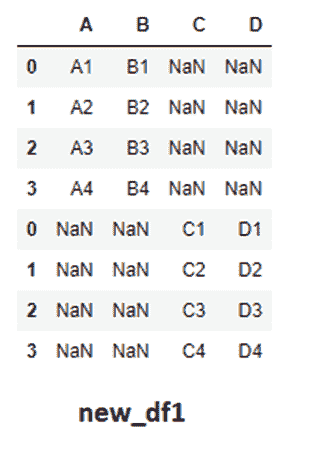 A B C D
0 A1 B1 NaN NaN
1 A2 B2 NaN NaN
2 A3 B3 NaN NaN
3 A4 B4 NaN NaN
0 NaN NaN C1 D1
1 NaN NaN C2 D2
2 NaN NaN C3 D3
3 NaN NaN C4 D4
new_df1